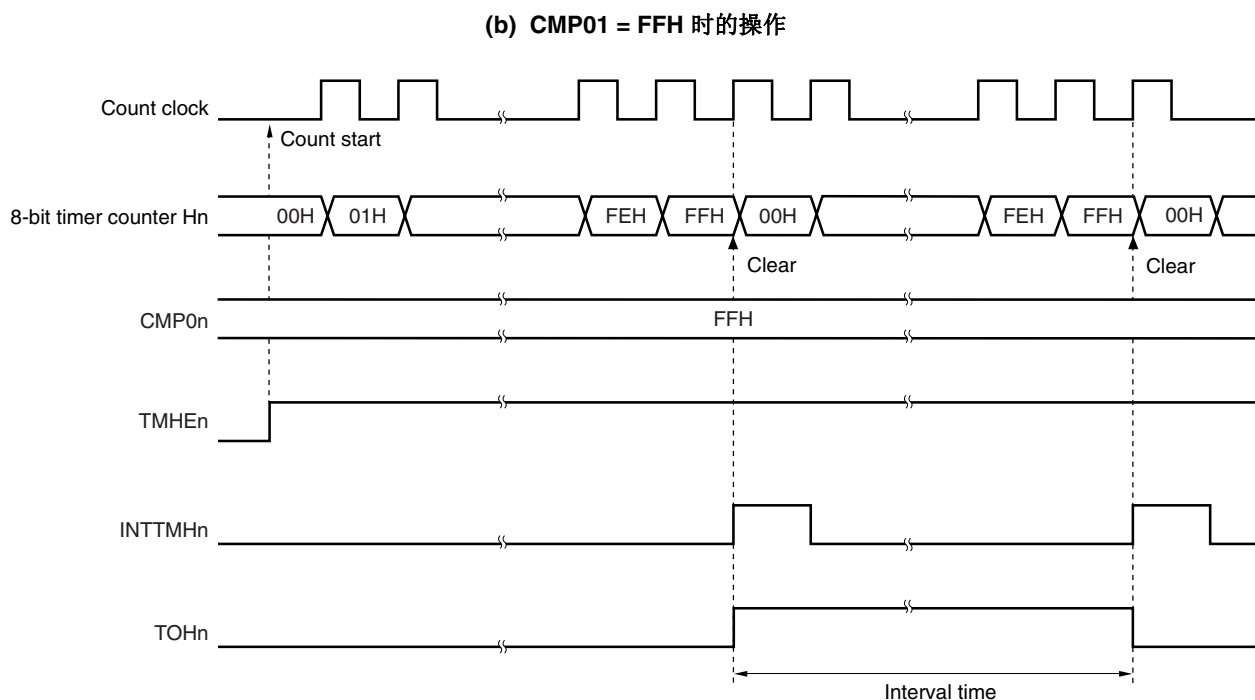 (b) CMP01 = FFH 时的操作
Count clock
Count start
8-bit timer counter Hn
00H 01H FEH FFH 00H FEH FFH 00H
Clear Clear
CMP0n
FFH
TMHEn
INTTMHn
TOHn
Interval time